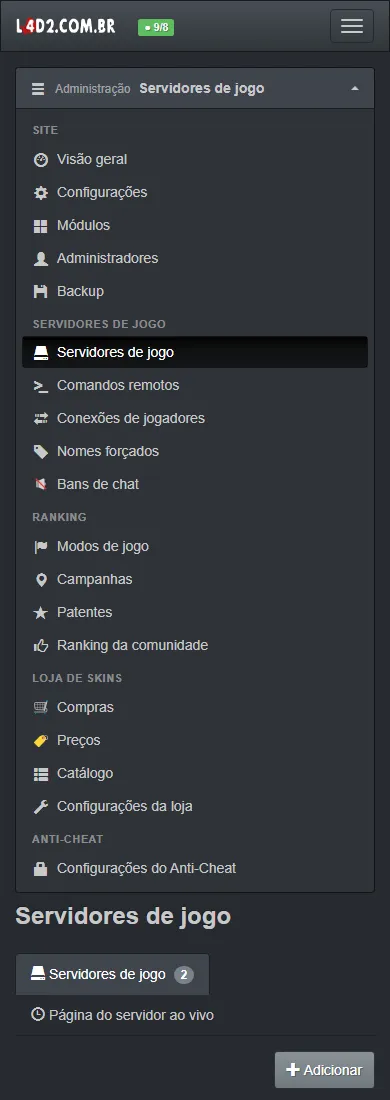 L4D2.COM.BR
● 9/8
Administração Servidores de jogo
SITE
Visão geral
Configurações
Módulos
Administradores
Backup
SERVIDORES DE JOGO
Servidores de jogo
Comandos remotos
Conexões de jogadores
Nomes forçados
Bans de chat
RANKING
Modos de jogo
Campanhas
Patentes
Ranking da comunidade
LOJA DE SKINS
Compras
Preços
Catálogo
Configurações da loja
ANTI-CHEAT
Configurações do Anti-Cheat
Servidores de jogo
Servidores de jogo 2
Página do servidor ao vivo
Adicionar